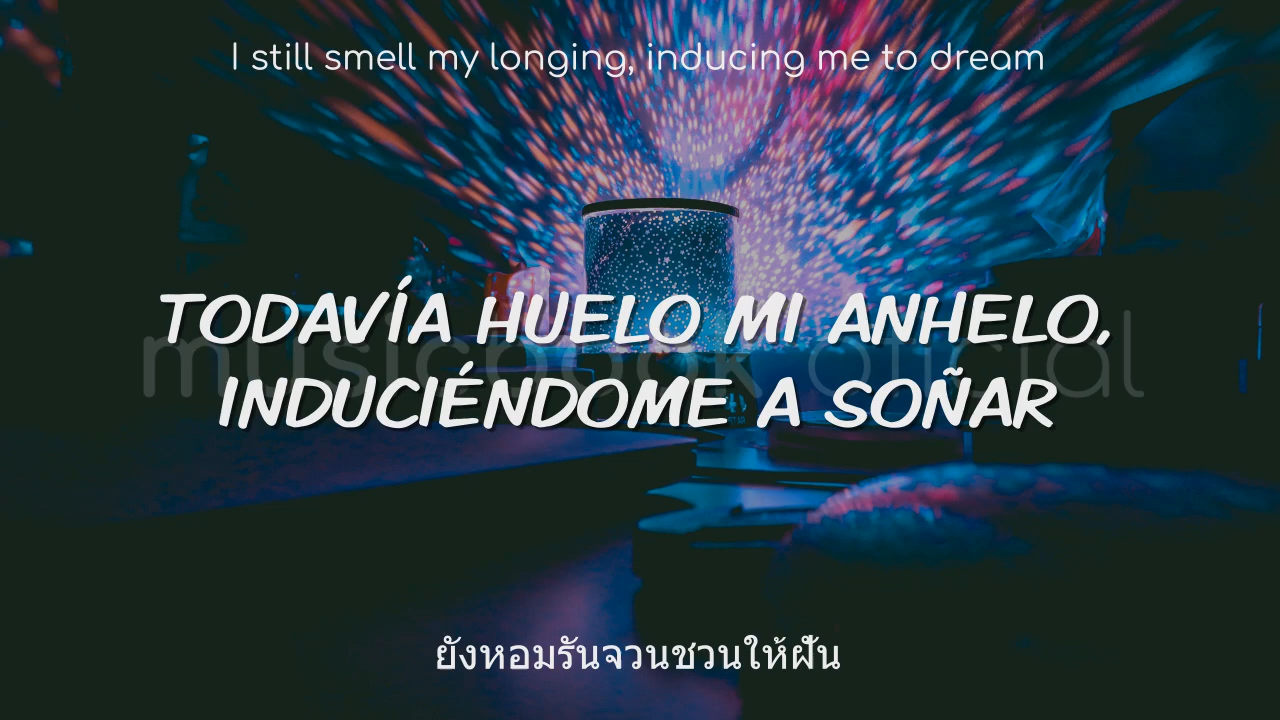 I still smell my longing, inducing me to dream
TODAVÍA HUELO MI ANHELO,
musicbook oficial
INDUCIÉNDOME A SOÑAR
ยังหอมรันจวนชวนให้ฝัน